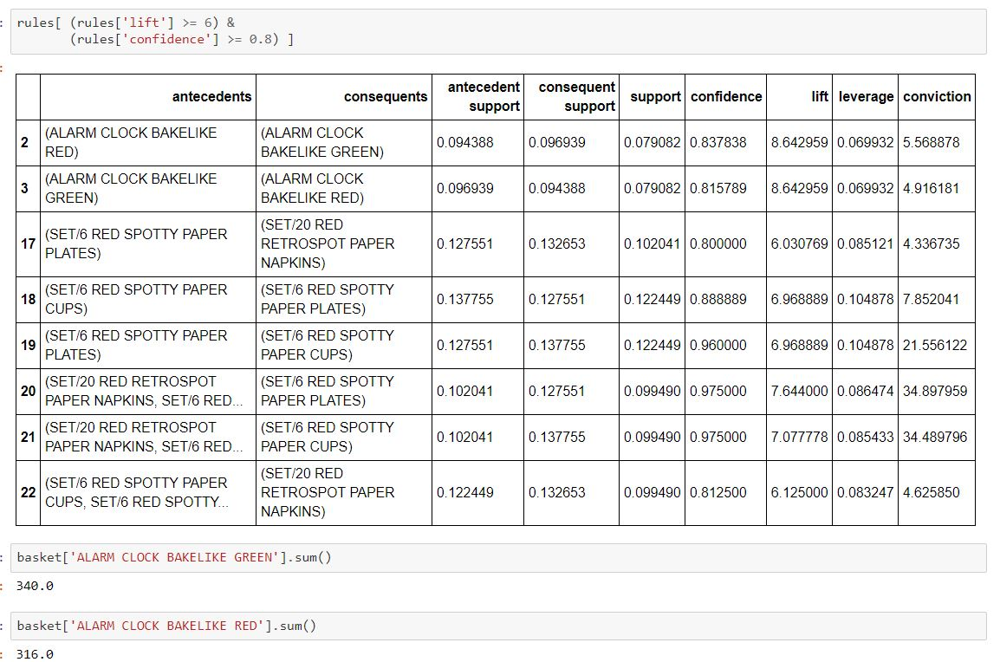 rules[ (rules['lift'] >= 6) &
(rules['confidence'] >= 0.8) ]
antecedents consequents antecedent support consequent support support confidence lift leverage conviction
2 (ALARM CLOCK BAKELIKE RED) (ALARM CLOCK BAKELIKE GREEN) 0.094388 0.096939 0.079082 0.837838 8.642959 0.069932 5.568878
3 (ALARM CLOCK BAKELIKE GREEN) (ALARM CLOCK BAKELIKE RED) 0.096939 0.094388 0.079082 0.815789 8.642959 0.069932 4.916181
17 (SET/6 RED SPOTTY PAPER PLATES) (SET/20 RED RETROSPOT PAPER NAPKINS) 0.127551 0.132653 0.102041 0.800000 6.030769 0.085121 4.336735
18 (SET/6 RED SPOTTY PAPER CUPS) (SET/6 RED SPOTTY PAPER PLATES) 0.137755 0.127551 0.122449 0.888889 6.968889 0.104878 7.852041
19 (SET/6 RED SPOTTY PAPER PLATES) (SET/6 RED SPOTTY PAPER CUPS) 0.127551 0.137755 0.122449 0.960000 6.968889 0.104878 21.556122
20 (SET/20 RED RETROSPOT PAPER NAPKINS, SET/6 RED... (SET/6 RED SPOTTY PAPER PLATES) 0.102041 0.127551 0.099490 0.975000 7.644000 0.086474 34.897959
21 (SET/20 RED RETROSPOT PAPER NAPKINS, SET/6 RED... (SET/6 RED SPOTTY PAPER CUPS) 0.102041 0.137755 0.099490 0.975000 7.077778 0.085433 34.489796
22 (SET/6 RED SPOTTY PAPER CUPS, SET/6 RED SPOTTY... (SET/20 RED RETROSPOT PAPER NAPKINS) 0.122449 0.132653 0.099490 0.812500 6.125000 0.083247 4.625850
basket['ALARM CLOCK BAKELIKE GREEN'].sum()
340.0
basket['ALARM CLOCK BAKELIKE RED'].sum()
316.0